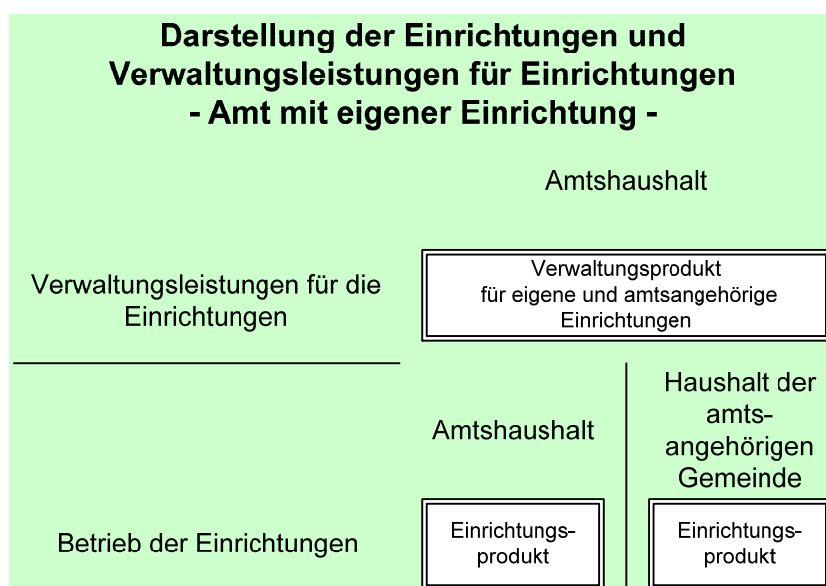 Darstellung der Einrichtungen und
Verwaltungsleistungen für Einrichtungen
- Amt mit eigener Einrichtung -
Amtshaushalt
Verwaltungsleistungen für die
Einrichtungen
Verwaltungsprodukt
für eigene und amtsangehörige
Einrichtungen
Amtshaushalt
Haushalt der
amts-
angehörigen
Gemeinde
Betrieb der Einrichtungen
Einrichtungs-
produkt
Einrichtungs-
produkt